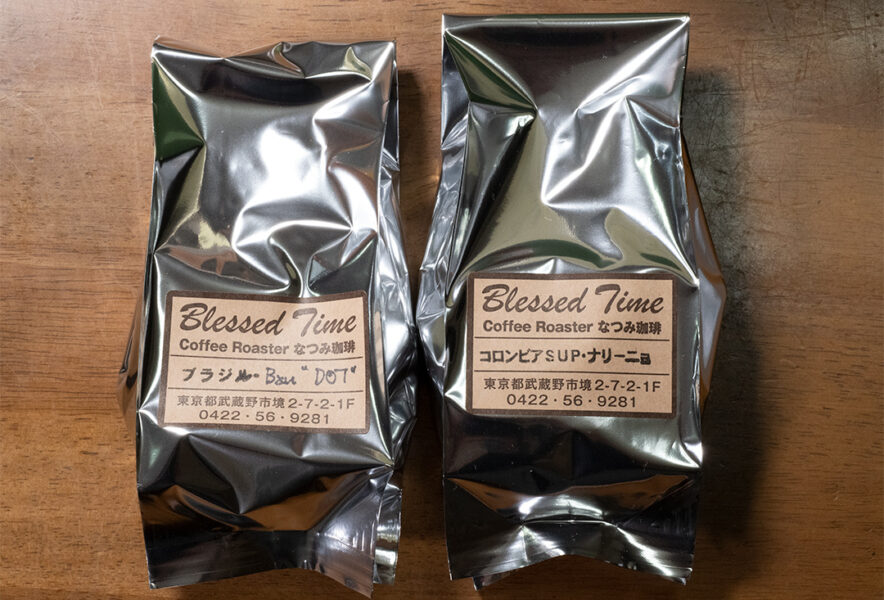 Blessed Time
Coffee Roaster なつみ珈琲
ブラジル・ "DOT"
東京都武蔵野市境2-7-2-1F
0422・56・9281
Blessed Time
Coffee Roaster なつみ珈琲
コロンビアSUP・ナリーニョ
東京都武蔵野市境2-7-2-1F
0422・56・9281